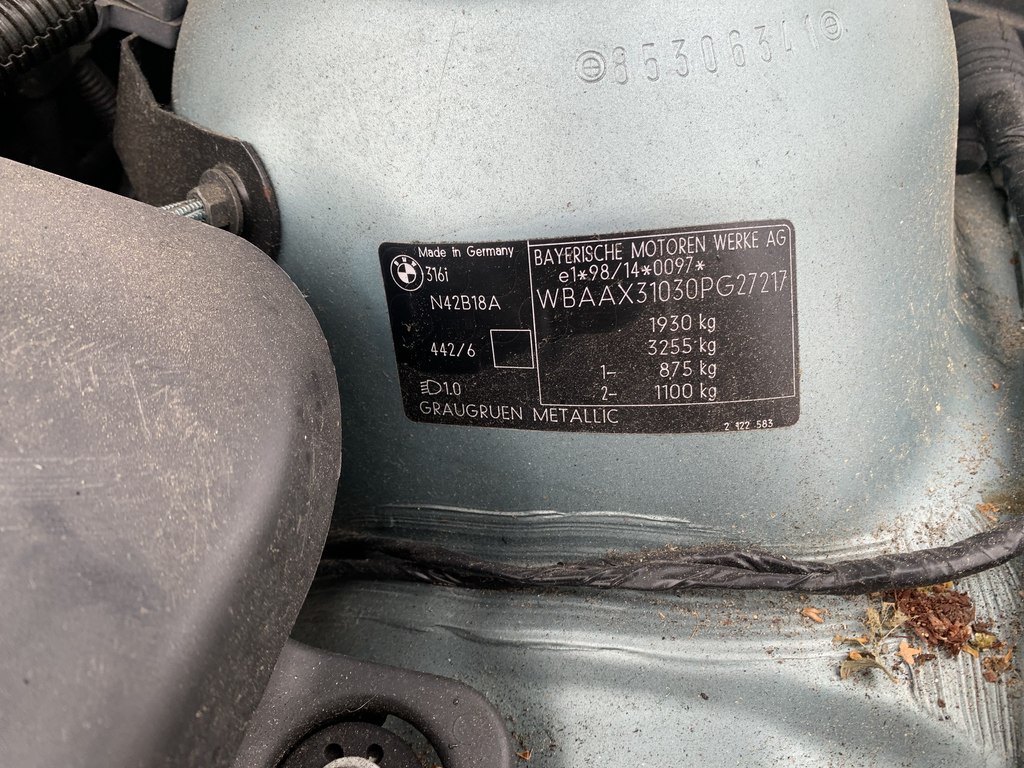 85306341
Made in Germany
BMW
316i
N42B18A
442/6
1.0
GRAUGRUEN METALLIC
BAYERISCHE MOTOREN WERKE AG
e1*98/14*0097*
WBAAX31030PG27217
1930 kg
3255 kg
1– 875 kg
2– 1100 kg
2 122 583